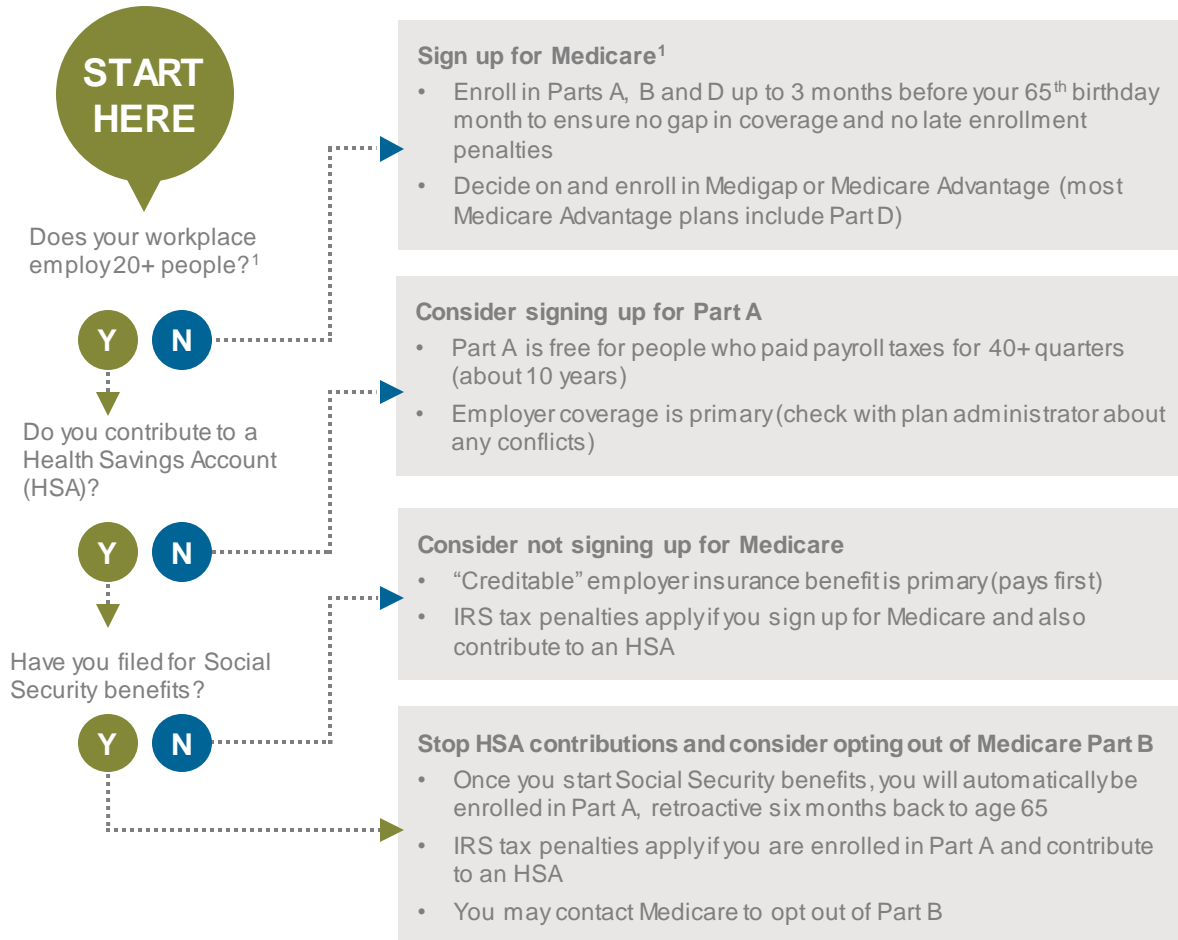 START
HERE
Does your workplace
employ 20+ people?¹
Y N
Do you contribute to a
Health Savings Account
(HSA)?
Y N
Have you filed for Social
Security benefits?
Y N
Sign up for Medicare¹
• Enroll in Parts A, B and D up to 3 months before your 65th birthday
month to ensure no gap in coverage and no late enrollment
penalties
• Decide on and enroll in Medigap or Medicare Advantage (most
Medicare Advantage plans include Part D)
Consider signing up for Part A
• Part A is free for people who paid payroll taxes for 40+ quarters
(about 10 years)
• Employer coverage is primary (check with plan administrator about
any conflicts)
Consider not signing up for Medicare
• “Creditable” employer insurance benefit is primary (pays first)
• IRS tax penalties apply if you sign up for Medicare and also
contribute to an HSA
Stop HSA contributions and consider opting out of Medicare Part B
• Once you start Social Security benefits, you will automatically be
enrolled in Part A, retroactive six months back to age 65
• IRS tax penalties apply if you are enrolled in Part A and contribute
to an HSA
• You may contact Medicare to opt out of Part B